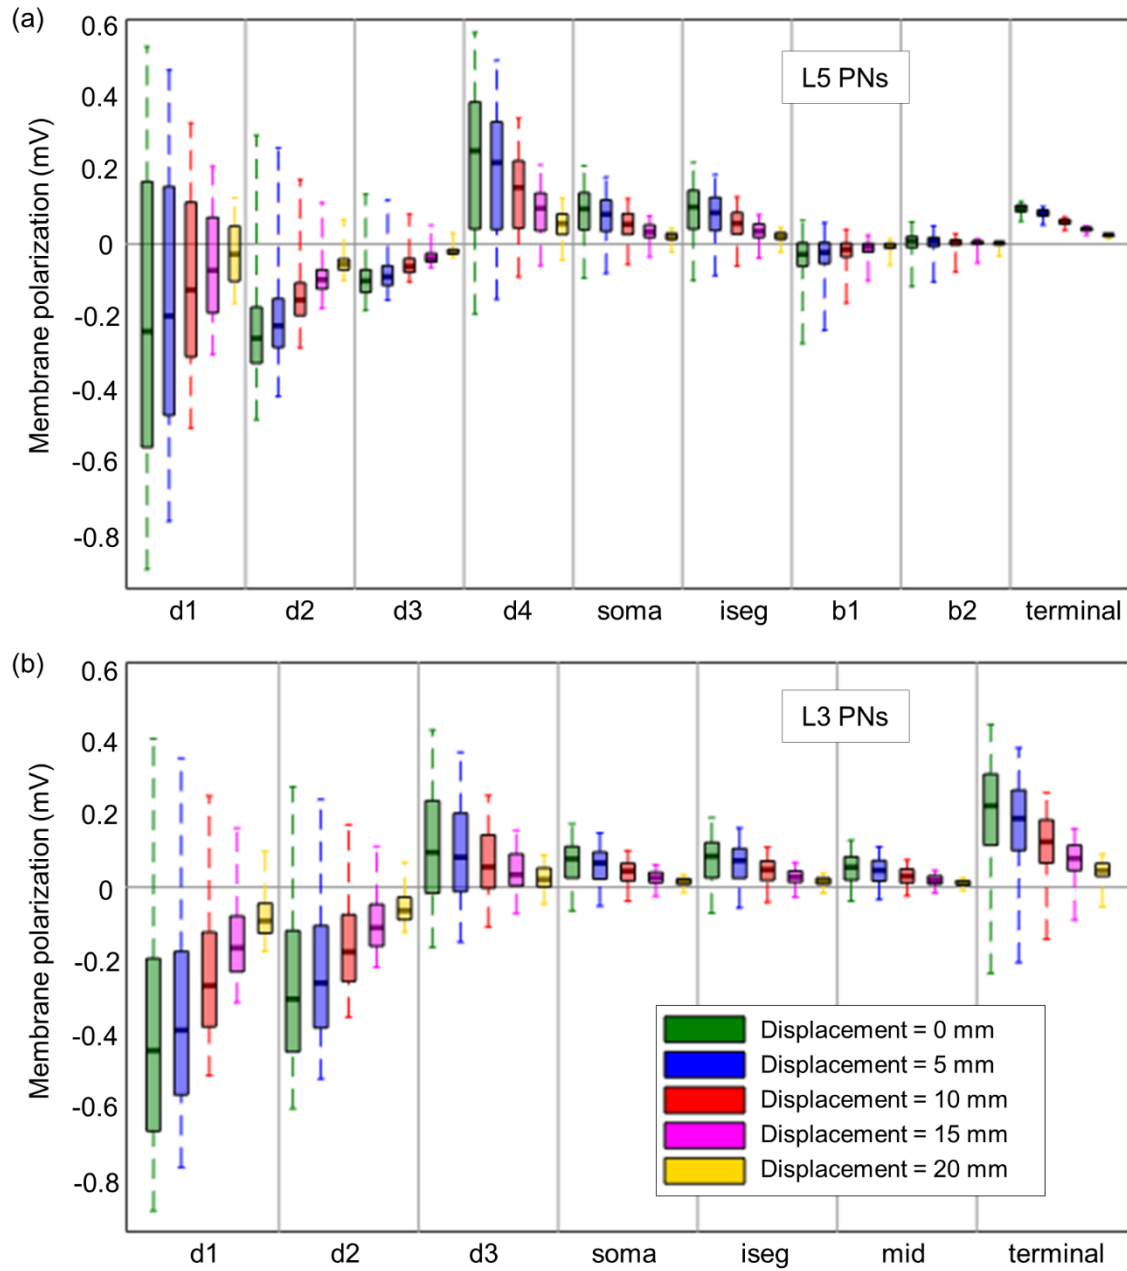 (a)
0.6
L5 PNs
0.4
0.2
0
-0.2
-0.4
-0.6
-0.8
Membrane polarization (mV)
d1 d2 d3 d4 soma iseg b1 b2 terminal
(b)
0.6
L3 PNs
0.4
0.2
0
-0.2
-0.4
-0.6
-0.8
Membrane polarization (mV)
Displacement = 0 mm
Displacement = 5 mm
Displacement = 10 mm
Displacement = 15 mm
Displacement = 20 mm
d1 d2 d3 soma iseg mid terminal